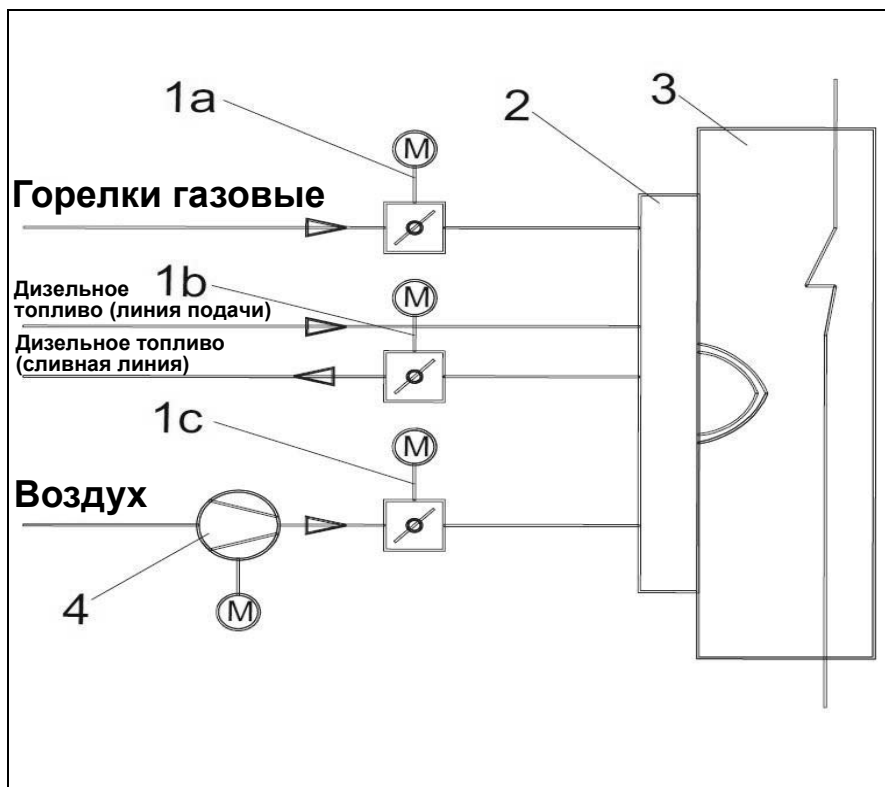 1a
2
3
M
Горелки газовые
Дизельное
топливо (линия подачи)
1b
M
Дизельное топливо
(сливная линия)
1c
M
Воздух
4
M